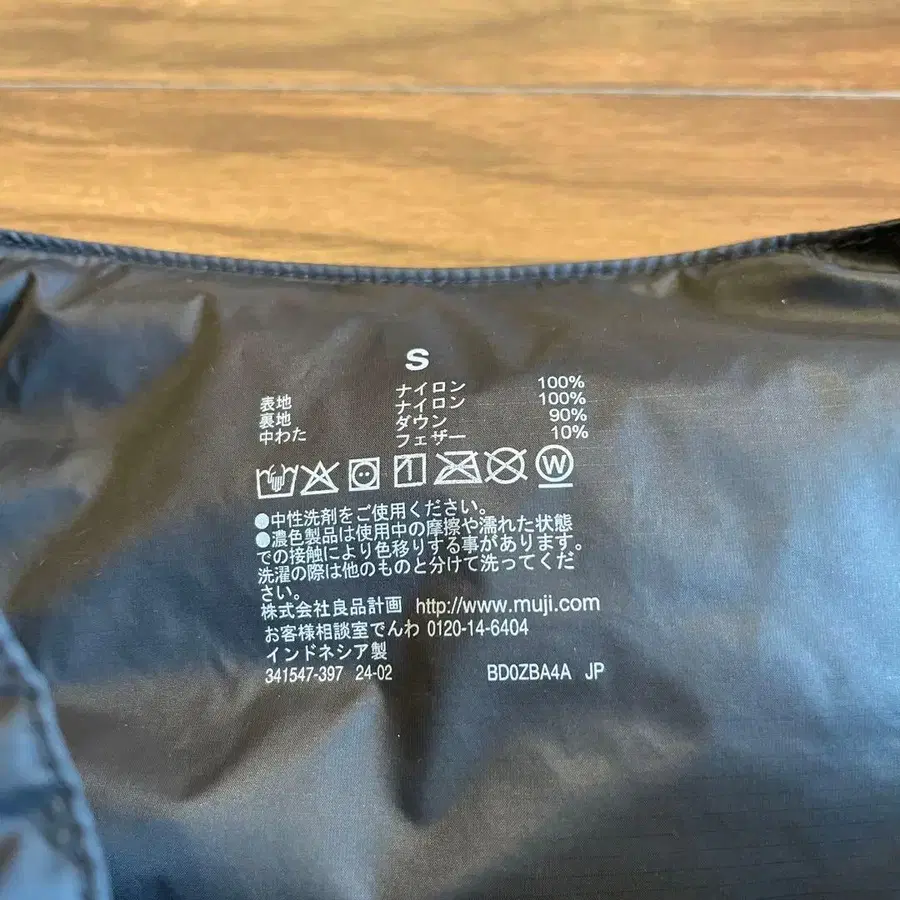 S
表地 ナイロン 100%
裏地 ナイロン 100%
中わた ダウン 90%
フェザー 10%
W
●中性洗剤をご使用ください。
●濃色製品は使用中の摩擦や濡れた状態
での接触により色移りする事があります。
洗濯の際は他のものと分けて洗ってくだ
さい。
株式会社良品計画 http://www.muji.com
お客様相談室でんわ 0120-14-6404
インドネシア製
341547-397 24-02 BD0ZBA4A JP